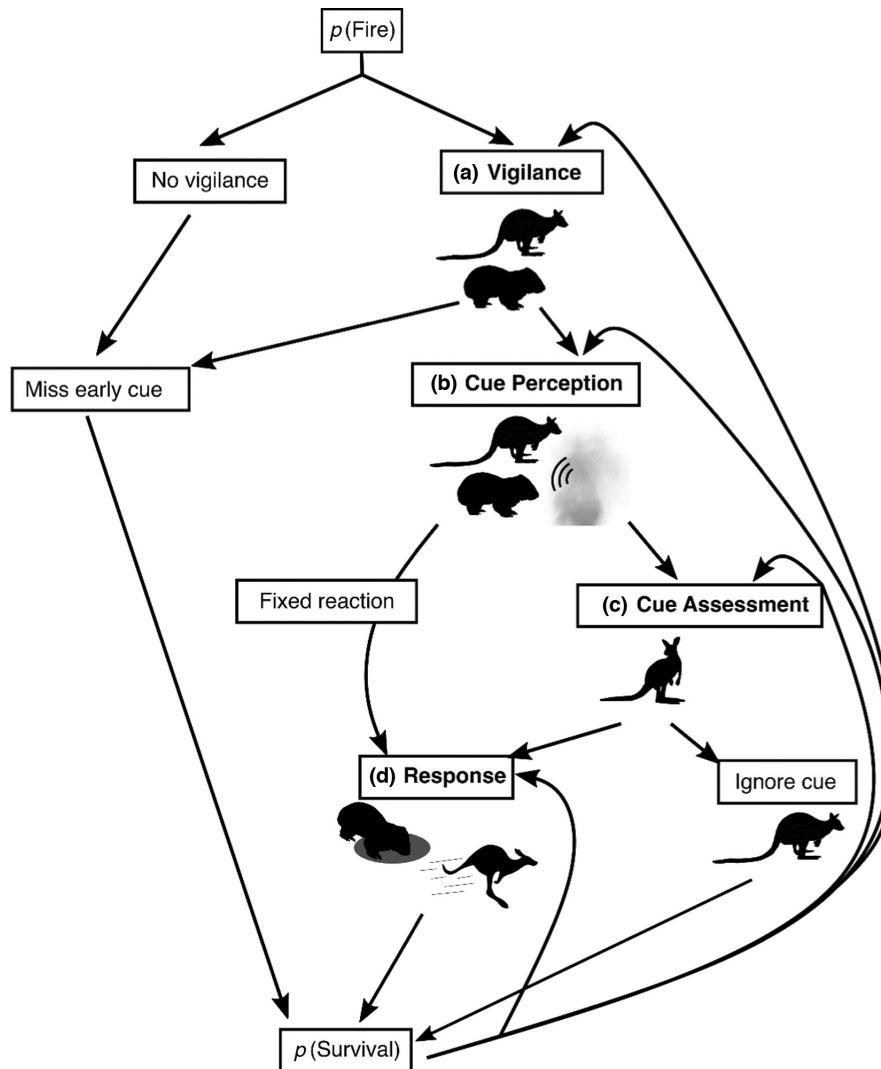 p(Fire)
No vigilance
(a) Vigilance
Miss early cue
(b) Cue Perception
Fixed reaction
(c) Cue Assessment
(d) Response
Ignore cue
p(Survival)